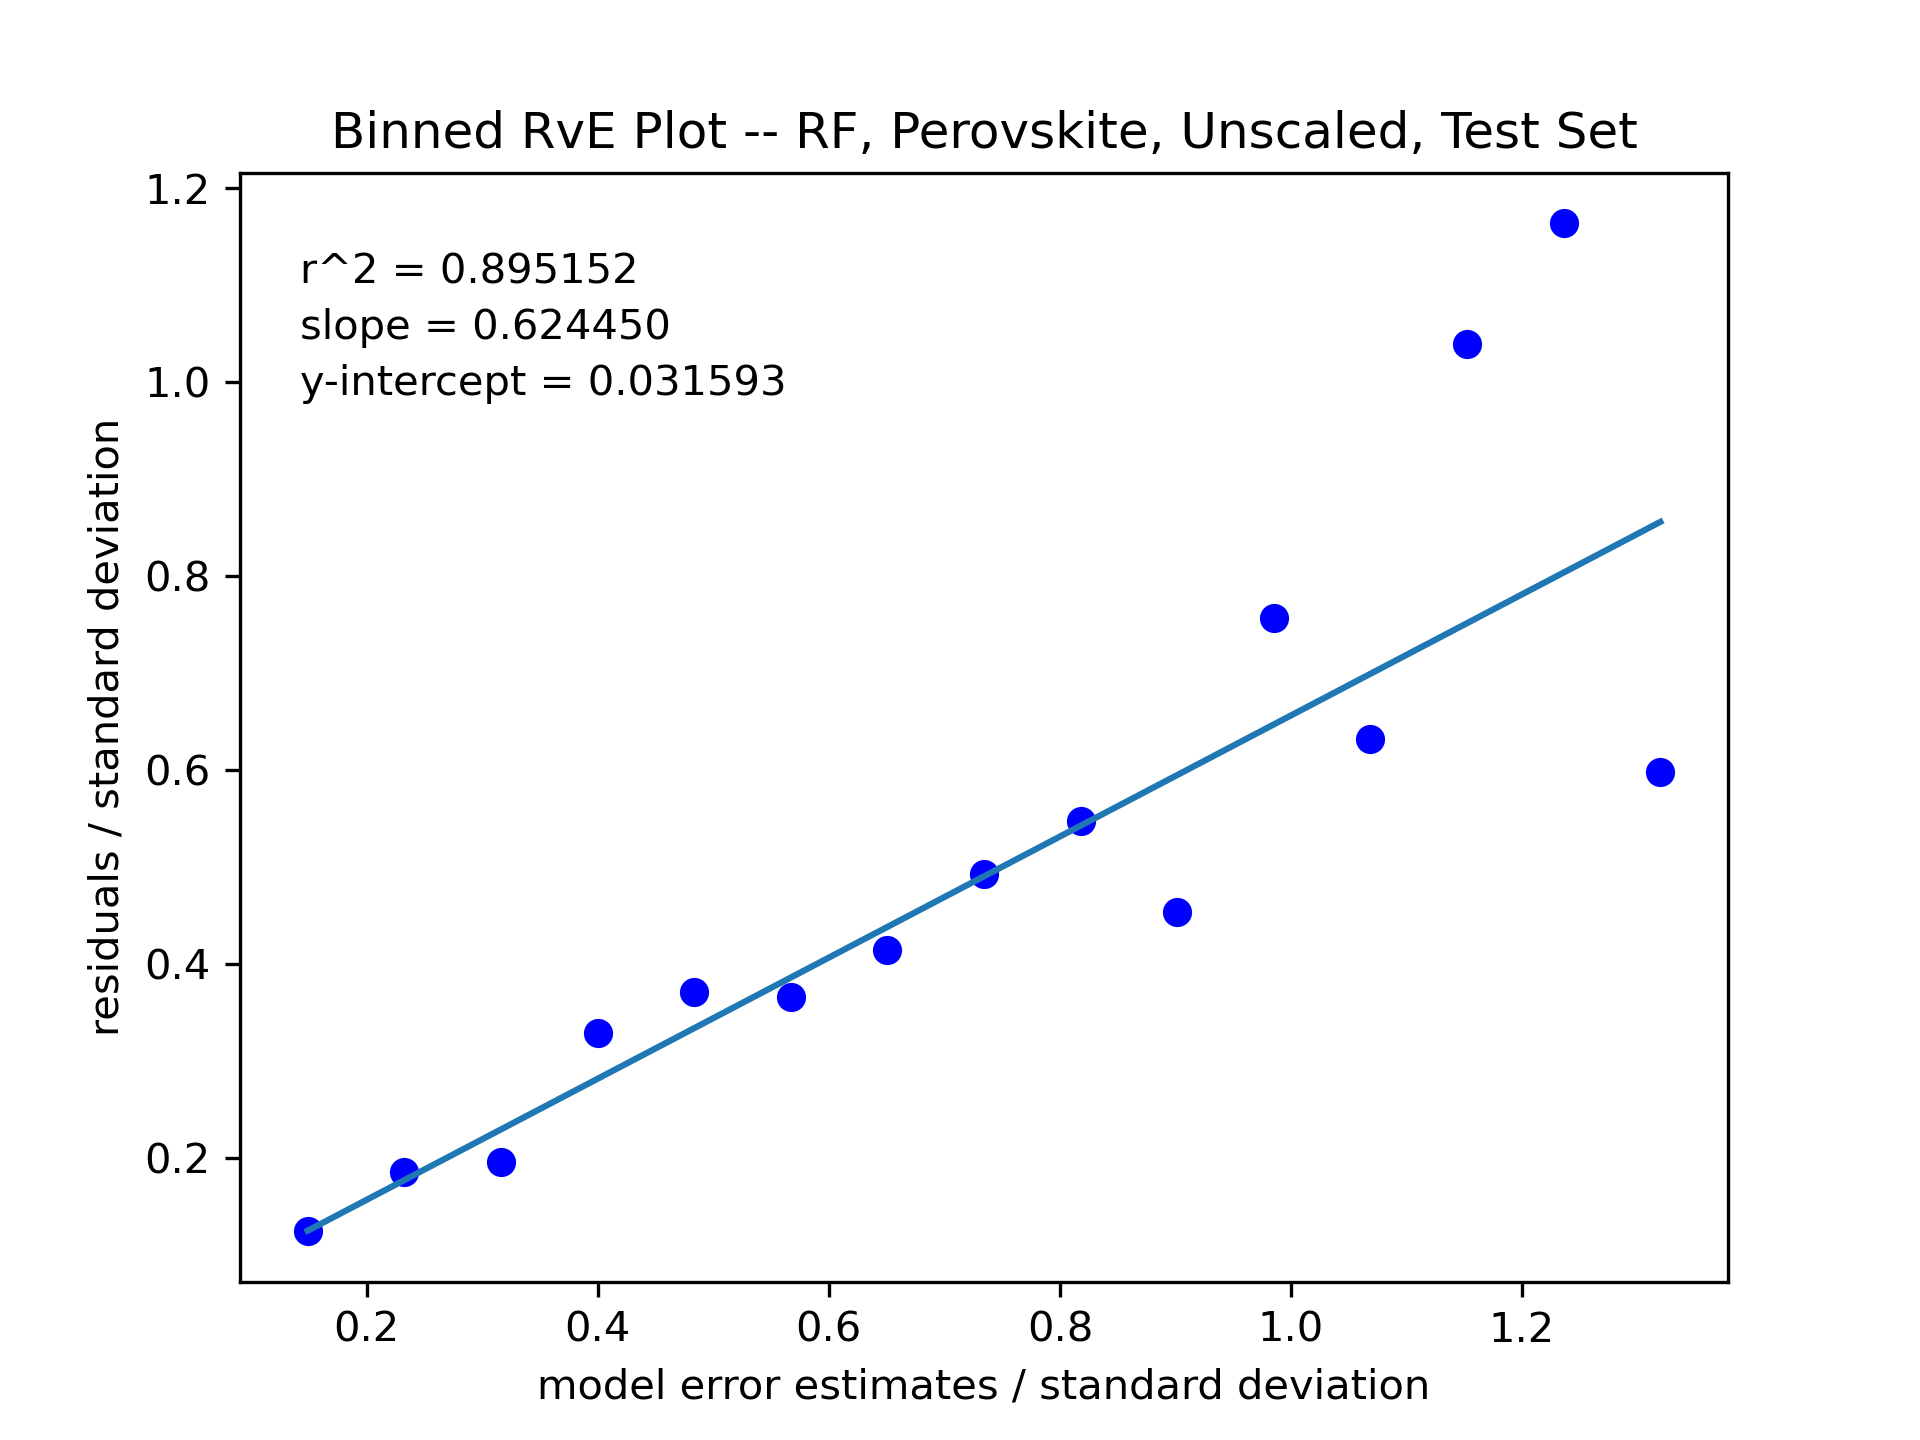 Binned RvE Plot -- RF, Perovskite, Unscaled, Test Set
r^2 = 0.895152
slope = 0.624450
y-intercept = 0.031593
residuals / standard deviation
1.2
1.0
0.8
0.6
0.4
0.2
0.2 0.4 0.6 0.8 1.0 1.2
model error estimates / standard deviation